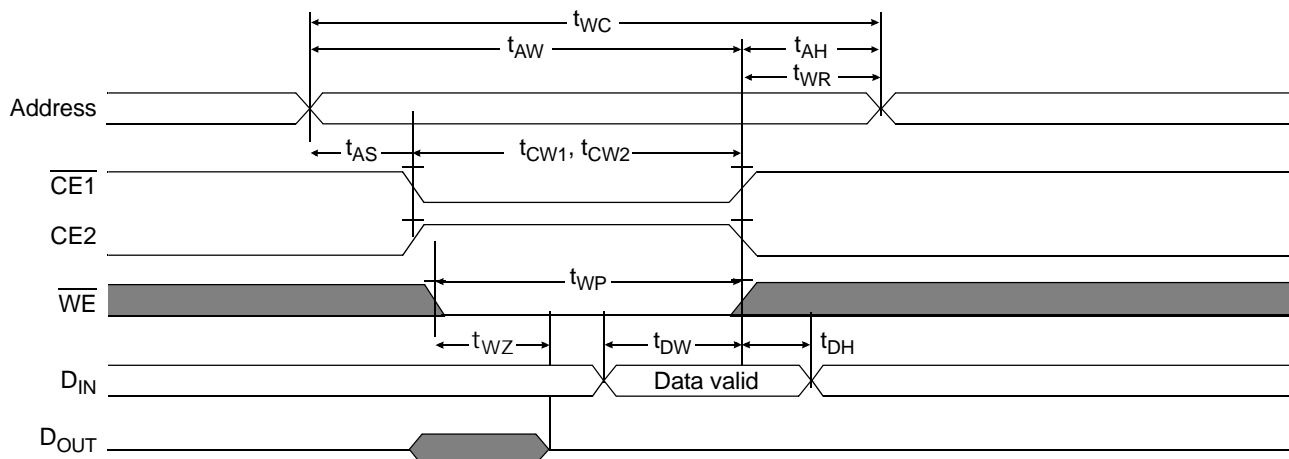 tWC
tAW tAH
tWR
Address
tAS tCW1, tCW2
CE1
CE2
tWP
WE
tWZ tDW tDH
DIN Data valid
DOUT